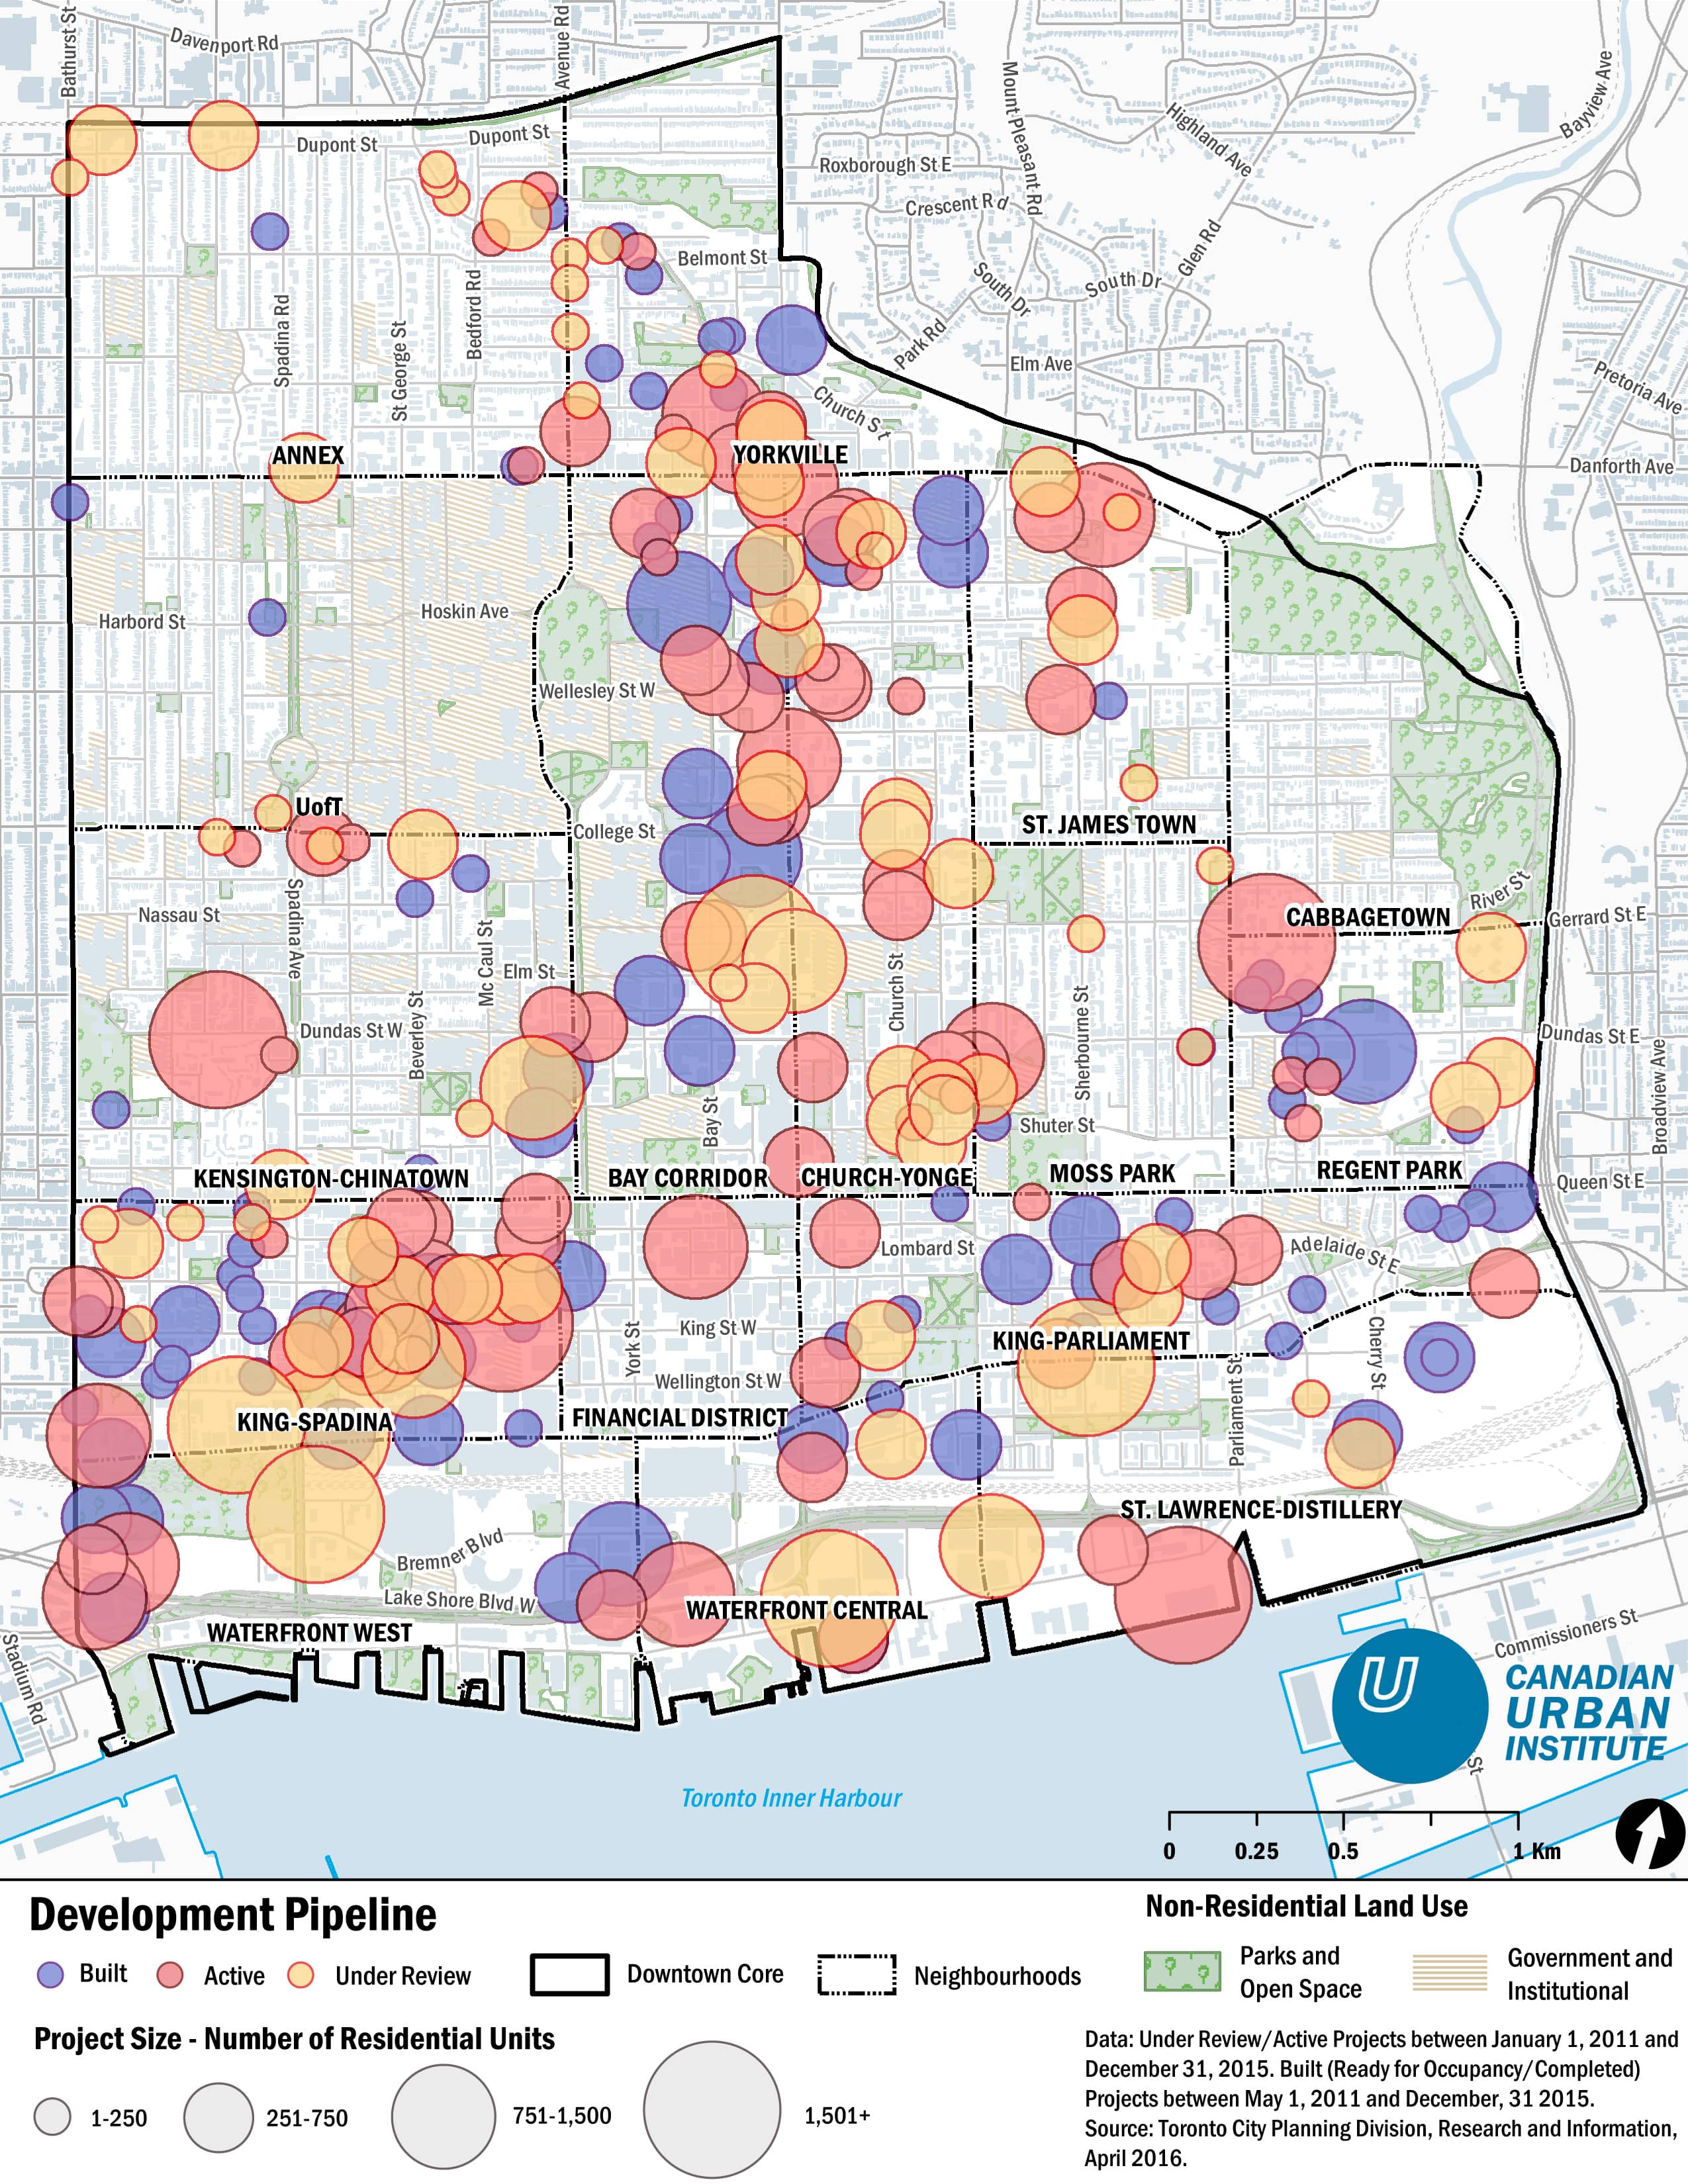 Bathurst St
Davenport Rd
Avenue Rd
Mount Pleasant Rd
Highland Ave
Bayview Ave
Dupont St
Dupont St
Roxborough St E
Crescent Rd
Glen Rd
Belmont St
South Dr
South Dr
Spadina Rd
St George St
Bedford Rd
Park Rd
Elm Ave
Pretoria Ave
Church St
ANNEX
YORKVILLE
Danforth Ave
Harbord St
Hoskin Ave
Wellesley St W
UofT
College St
ST. JAMES TOWN
River St
Nassau St
Spadina Ave
Mc Caul St
CABBAGETOWN
Gerrard St E
Elm St
Church St
Beverley St
Dundas St W
Sherbourne St
Dundas St E
Broadview Ave
Bay St
Shuter St
KENSINGTON-CHINATOWN
BAY CORRIDOR
CHURCH-YONGE
MOSS PARK
REGENT PARK
Queen St E
Lombard St
Adelaide St E
King St W
York St
KING-PARLIAMENT
Cherry St
Wellington St W
Parliament St
KING-SPADINA
FINANCIAL DISTRICT
ST. LAWRENCE-DISTILLERY
Bremner Blvd
Lake Shore Blvd W
WATERFRONT CENTRAL
WATERFRONT WEST
Stadium Rd
Commissioners St
U
CANADIAN
URBAN
INSTITUTE
St
Toronto Inner Harbour
0 0.25 0.5 1 Km
Development Pipeline
Built Active Under Review Downtown Core Neighbourhoods
Non-Residential Land Use
Parks and
Open Space
Government and
Institutional
Project Size - Number of Residential Units
1-250 251-750 751-1,500 1,501+
Data: Under Review/Active Projects between January 1, 2011 and
December 31, 2015. Built (Ready for Occupancy/Completed)
Projects between May 1, 2011 and December, 31 2015.
Source: Toronto City Planning Division, Research and Information,
April 2016.